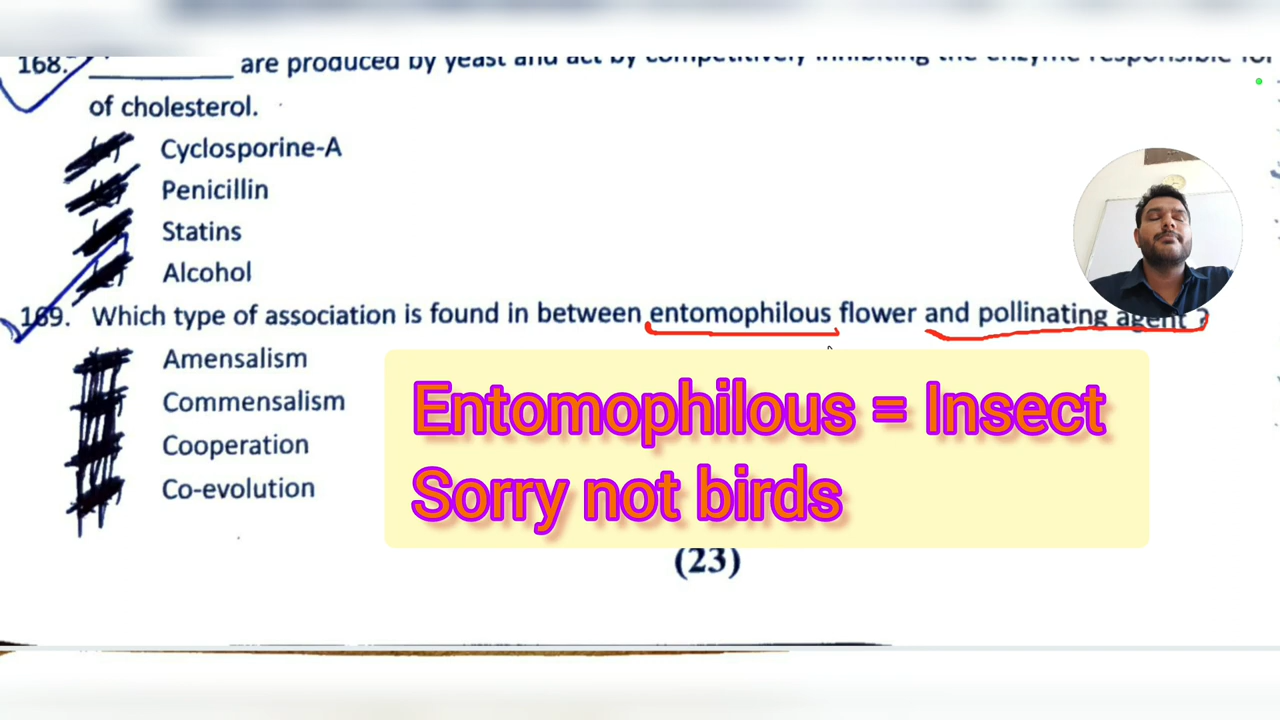 168. ________ are produced by yeast and act by competitively inhibiting the enzyme responsible for
of cholesterol.
Cyclosporine-A
Penicillin
Statins
Alcohol
169. Which type of association is found in between entomophilous flower and pollinating agent ?
Amensalism
Commensalism
Cooperation
Co-evolution
Entomophilous = Insect
Sorry not birds
(23)